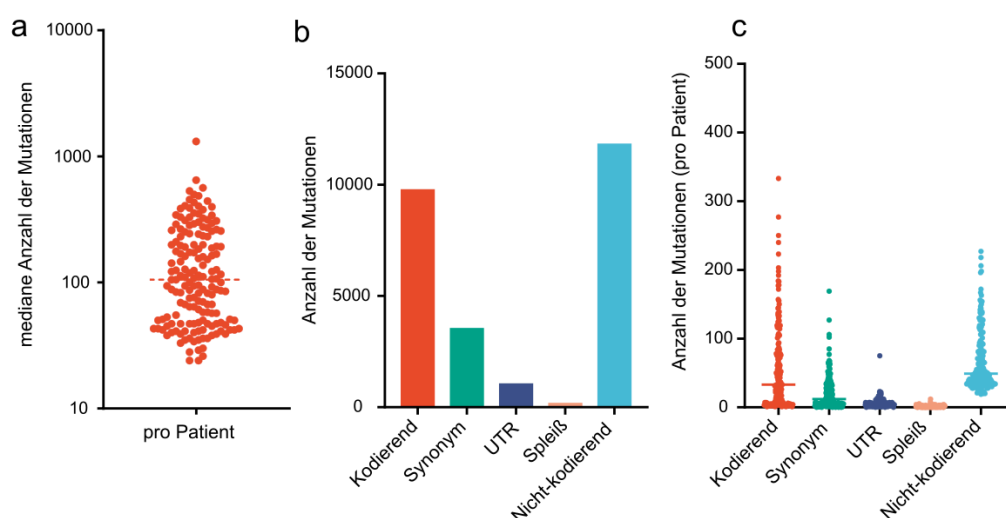 a
mediane Anzahl der Mutationen
10000
1000
100
10
pro Patient
b
Anzahl der Mutationen
15000
10000
5000
0
Kodierend
Synonym
UTR
Spleiß
Nicht-kodierend
c
Anzahl der Mutationen (pro Patient)
500
400
300
200
100
0
Kodierend
Synonym
UTR
Spleiß
Nicht-kodierend